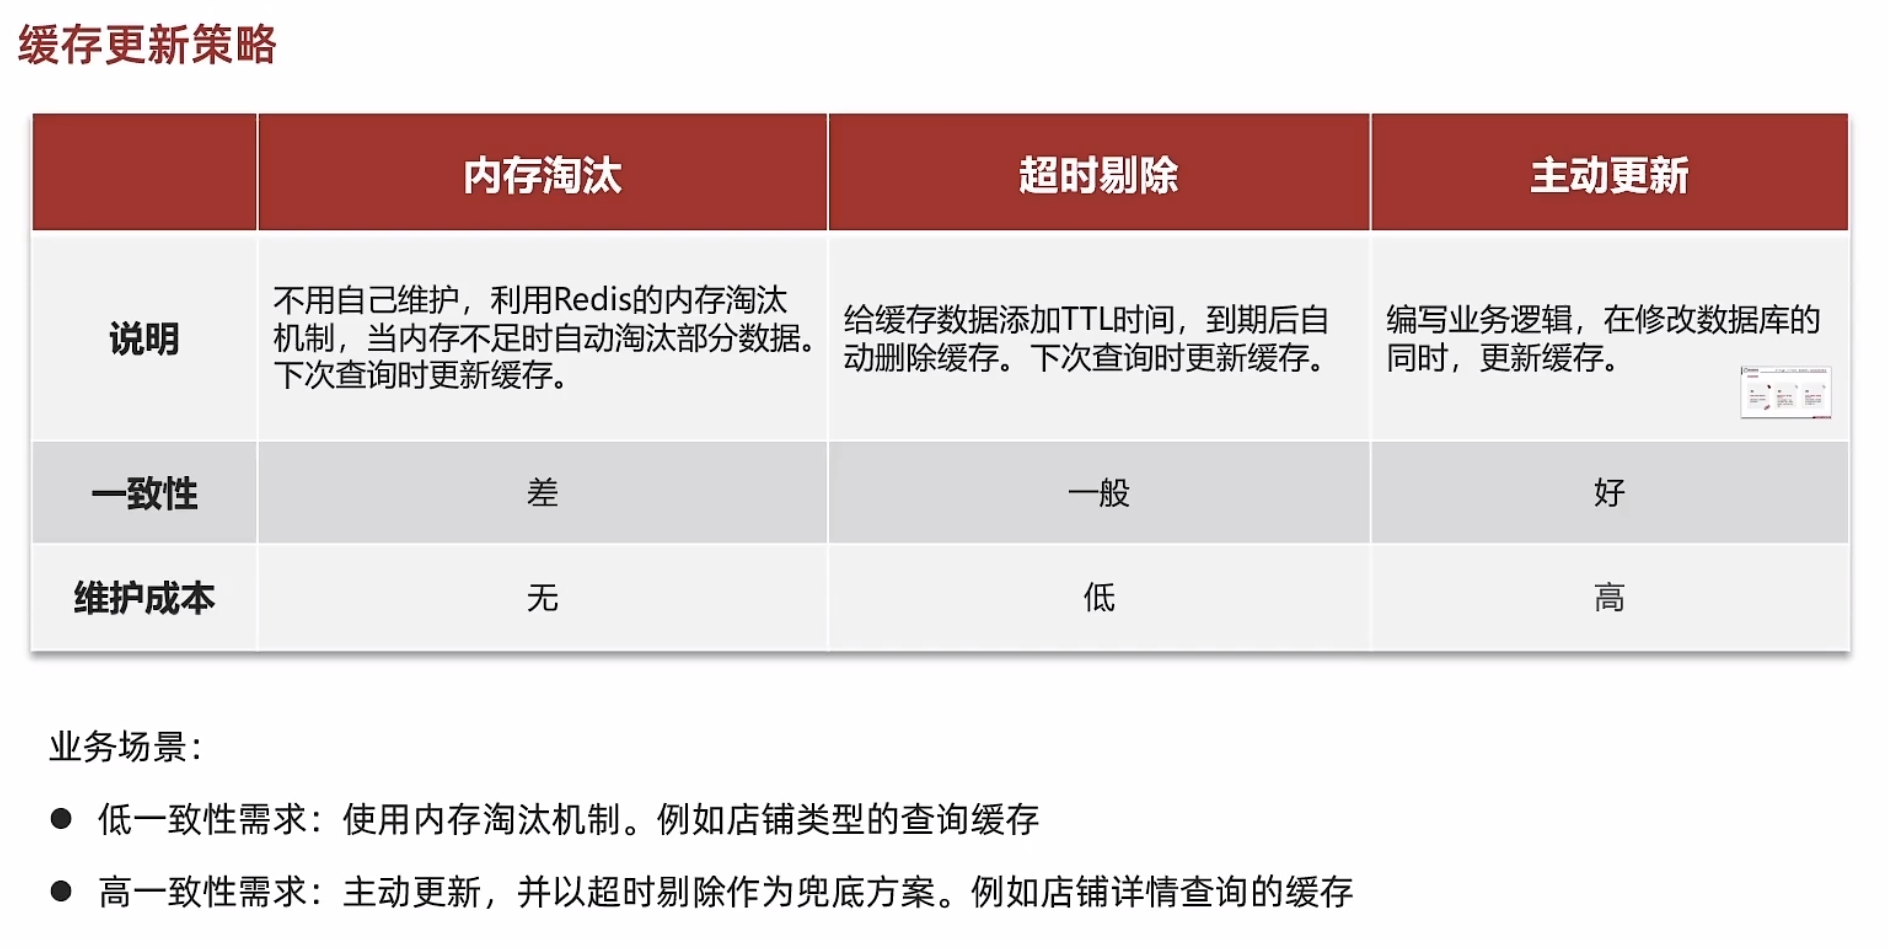 缓存更新策略
内存淘汰
超时剔除
主动更新
说明
不用自己维护，利用Redis的内存淘汰
机制，当内存不足时自动淘汰部分数据。
下次查询时更新缓存。
给缓存数据添加TTL时间，到期后自
动删除缓存。下次查询时更新缓存。
编写业务逻辑，在修改数据库的
同时，更新缓存。
一致性
差
一般
好
维护成本
无
低
高
业务场景：
● 低一致性需求：使用内存淘汰机制。例如店铺类型的查询缓存
● 高一致性需求：主动更新，并以超时剔除作为兜底方案。例如店铺详情查询的缓存